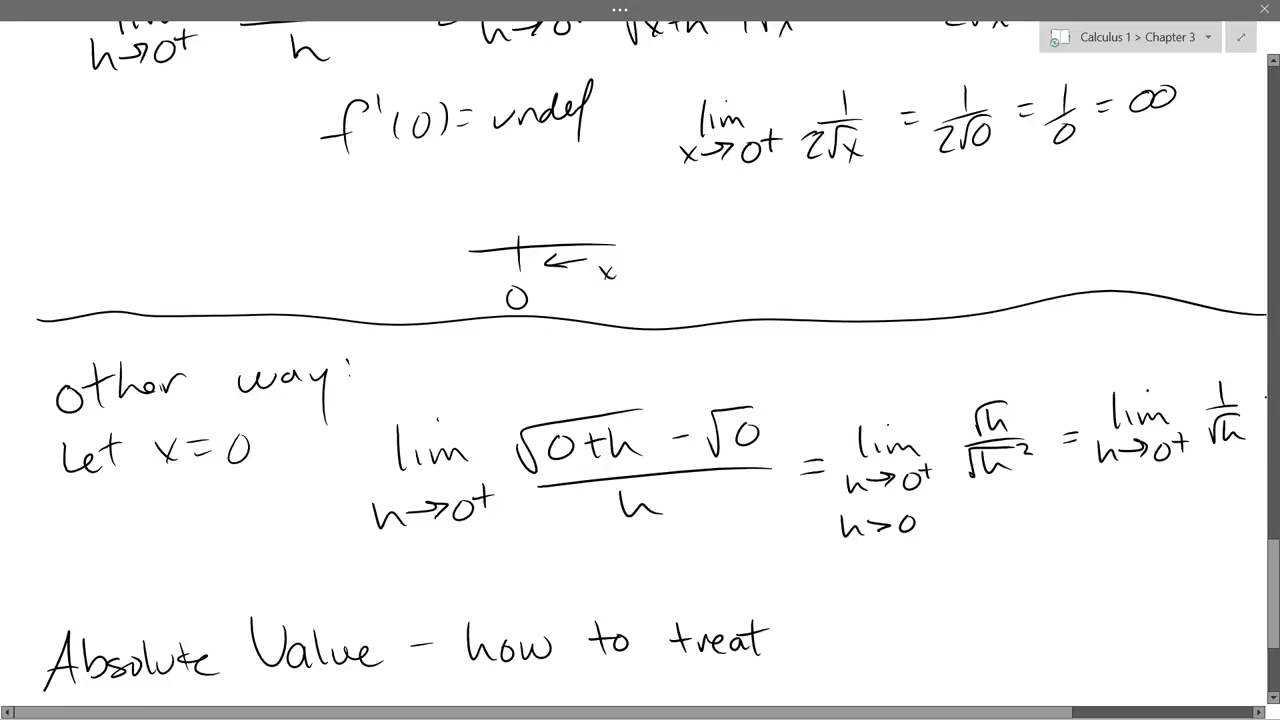 Calculus 1 > Chapter 3
h→0⁺ h
f'(0) = undef lim x→0⁺ 1/2√x = 1/2√0 = 1/0 = ∞
← x
0
other way:
Let x = 0 lim h→0⁺ √0+h - √0 / h = lim h→0⁺ √h / √h² = lim h→0⁺ 1/√h
h>0
Absolute Value - how to treat